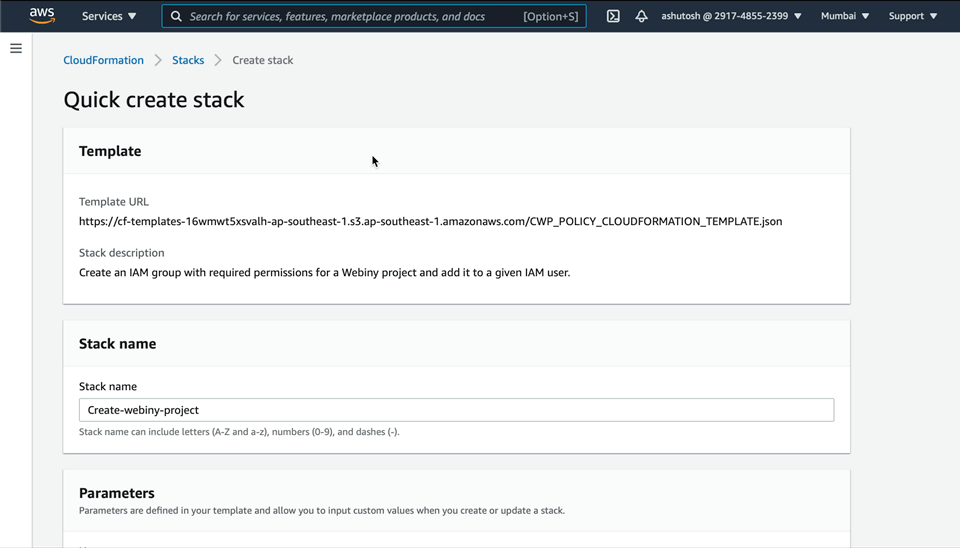 aws
Services
Search for services, features, marketplace products, and docs
[Option+S]
ashutosh @ 2917-4855-2399
Mumbai
Support
CloudFormation
Stacks
Create stack
Quick create stack
Template
Template URL
https://cf-templates-16wmwt5xsvalh-ap-southeast-1.s3.ap-southeast-1.amazonaws.com/CWP_POLICY_CLOUDFORMATION_TEMPLATE.json
Stack description
Create an IAM group with required permissions for a Webiny project and add it to a given IAM user.
Stack name
Stack name
Create-webiny-project
Stack name can include letters (A-Z and a-z), numbers (0-9), and dashes (-).
Parameters
Parameters are defined in your template and allow you to input custom values when you create or update a stack.